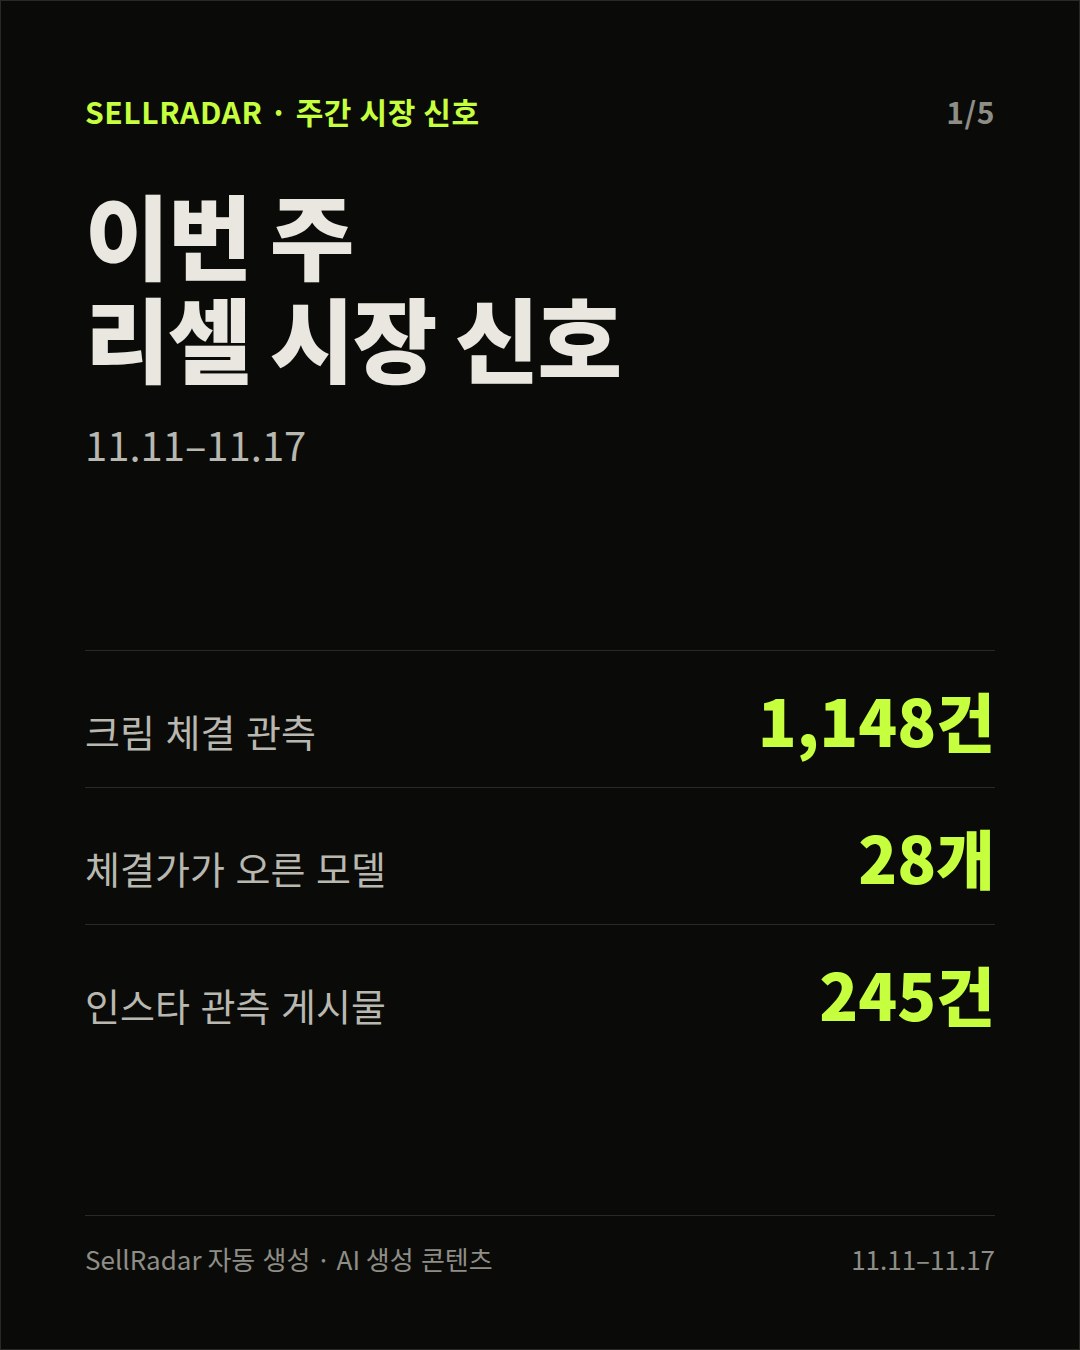 SELLRADAR · 주간 시장 신호
1/5
이번 주
리셀 시장 신호
11.11–11.17
크림 체결 관측
1,148건
체결가가 오른 모델
28개
인스타 관측 게시물
245건
SellRadar 자동 생성 · AI 생성 콘텐츠
11.11–11.17